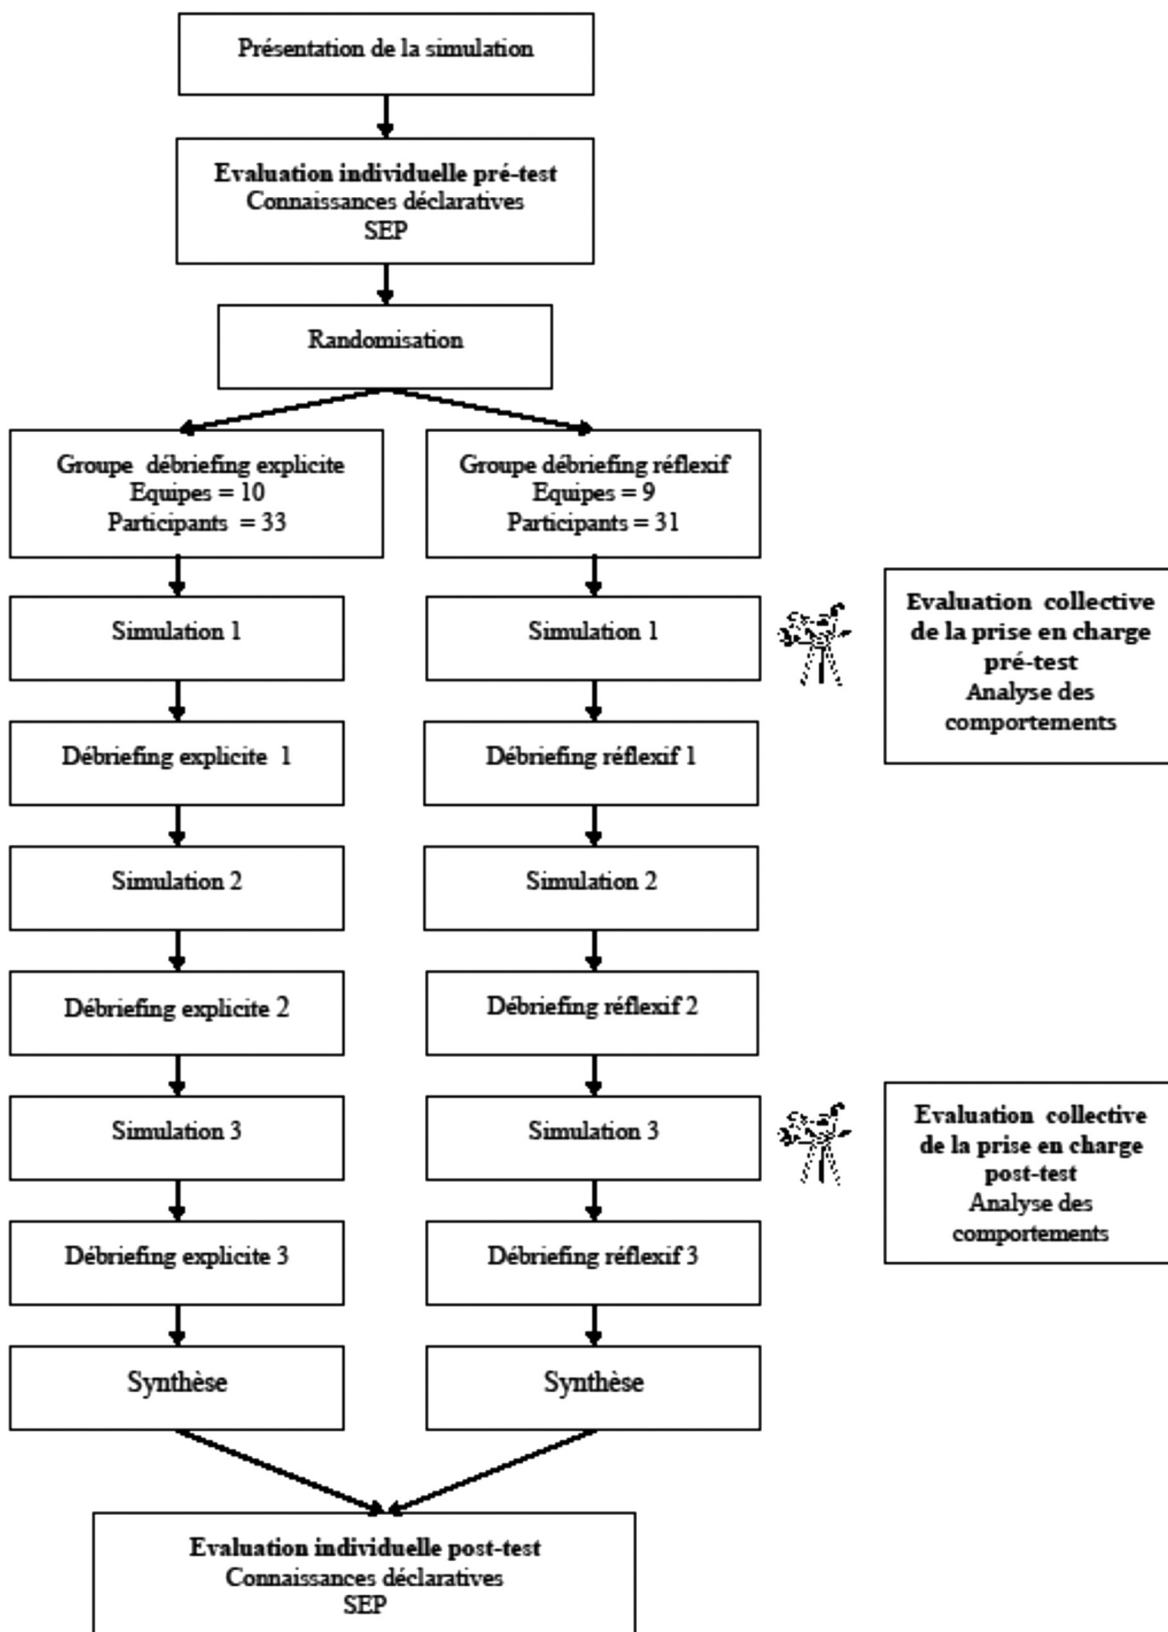 Présentation de la simulation
Evaluation individuelle pré-test
Connaissances déclaratives
SEP
Randomisation
Groupe débriefing explicite
Equipes = 10
Participants = 33
Groupe débriefing réflexif
Equipes = 9
Participants = 31
Simulation 1
Simulation 1
Evaluation collective
de la prise en charge
pré-test
Analyse des
comportements
Débriefing explicite 1
Débriefing réflexif 1
Simulation 2
Simulation 2
Débriefing explicite 2
Débriefing réflexif 2
Simulation 3
Simulation 3
Evaluation collective
de la prise en charge
post-test
Analyse des
comportements
Débriefing explicite 3
Débriefing réflexif 3
Synthèse
Synthèse
Evaluation individuelle post-test
Connaissances déclaratives
SEP